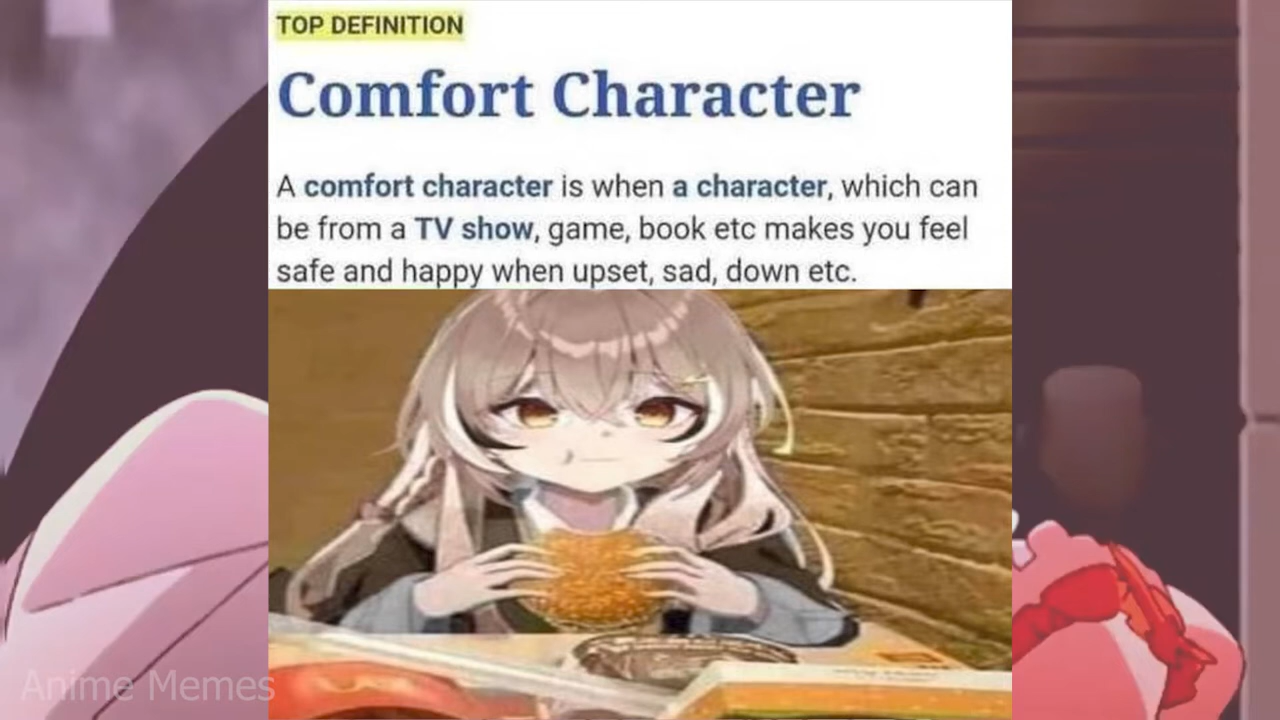 TOP DEFINITION
Comfort Character
A comfort character is when a character, which can
be from a TV show, game, book etc makes you feel
safe and happy when upset, sad, down etc.
Anime Memes